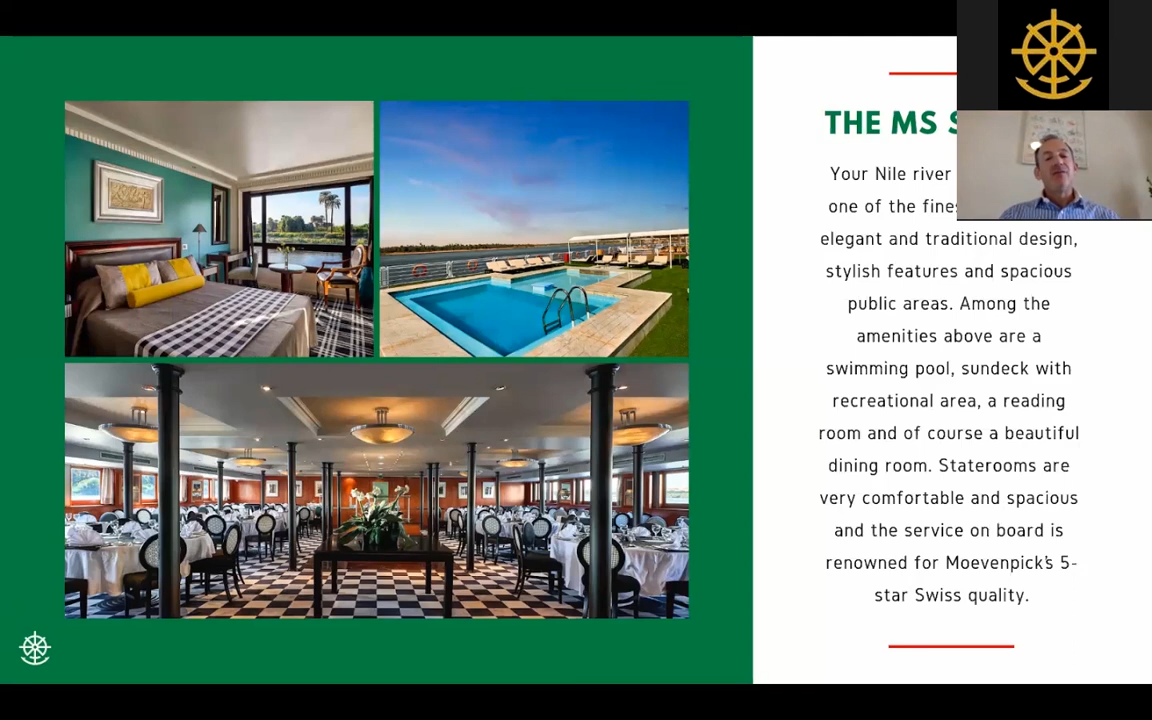 THE MS
Your Nile river
one of the
elegant and traditional design,
stylish features and spacious
public areas. Among the
amenities above are a
swimming pool, sundeck with
recreational area, a reading
room and of course a beautiful
dining room. Staterooms are
very comfortable and spacious
and the service on board is
renowned for Moevenpick's 5-
star Swiss quality.